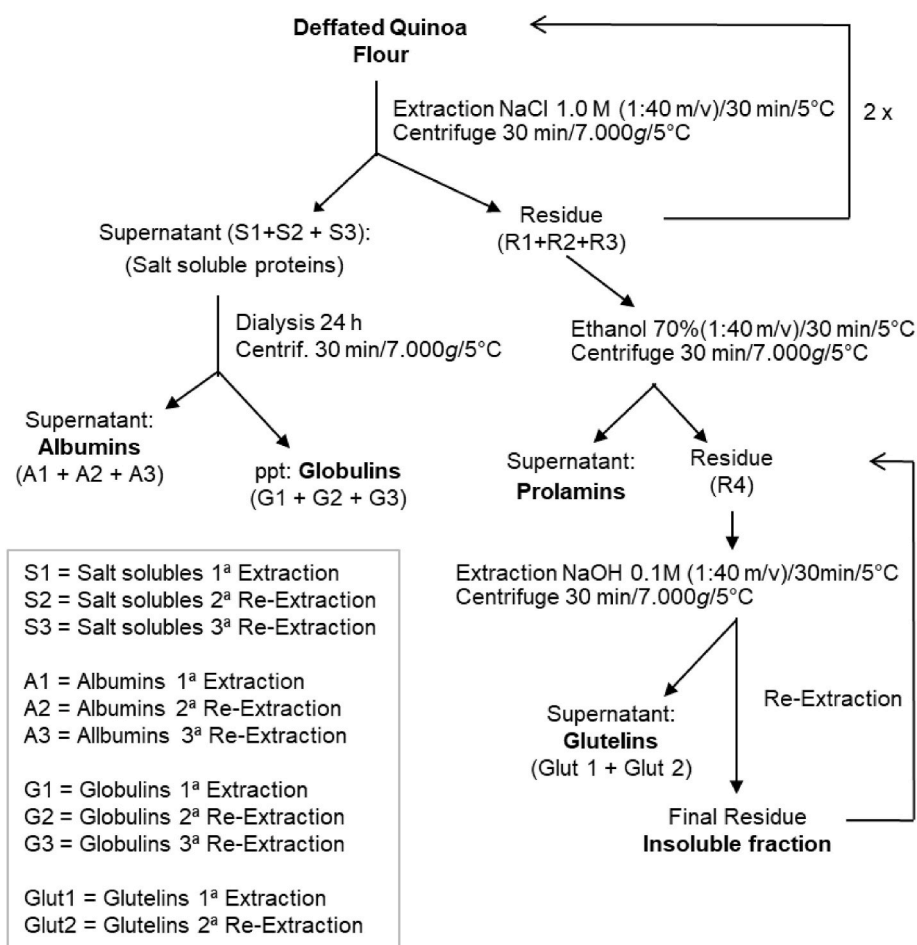 Deffated Quinoa
Flour
Extraction NaCl 1.0 M (1:40 m/v)/30 min/5°C
Centrifuge 30 min/7.000g/5°C
2 x
Supernatant (S1+S2 + S3):
(Salt soluble proteins)
Residue
(R1+R2+R3)
Dialysis 24 h
Centrif. 30 min/7.000g/5°C
Ethanol 70%(1:40 m/v)/30 min/5°C
Centrifuge 30 min/7.000g/5°C
Supernatant:
Albumins
(A1 + A2 + A3)
ppt: Globulins
(G1 + G2 + G3)
Supernatant:
Prolamins
Residue
(R4)
Extraction NaOH 0.1M (1:40 m/v)/30min/5°C
Centrifuge 30 min/7.000g/5°C
Re-Extraction
Supernatant:
Glutelins
(Glut 1 + Glut 2)
Final Residue
Insoluble fraction
S1 = Salt solubles 1ª Extraction
S2 = Salt solubles 2ª Re-Extraction
S3 = Salt solubles 3ª Re-Extraction
A1 = Albumins 1ª Extraction
A2 = Albumins 2ª Re-Extraction
A3 = Allbumins 3ª Re-Extraction
G1 = Globulins 1ª Extraction
G2 = Globulins 2ª Re-Extraction
G3 = Globulins 3ª Re-Extraction
Glut1 = Glutelins 1ª Extraction
Glut2 = Glutelins 2ª Re-Extraction